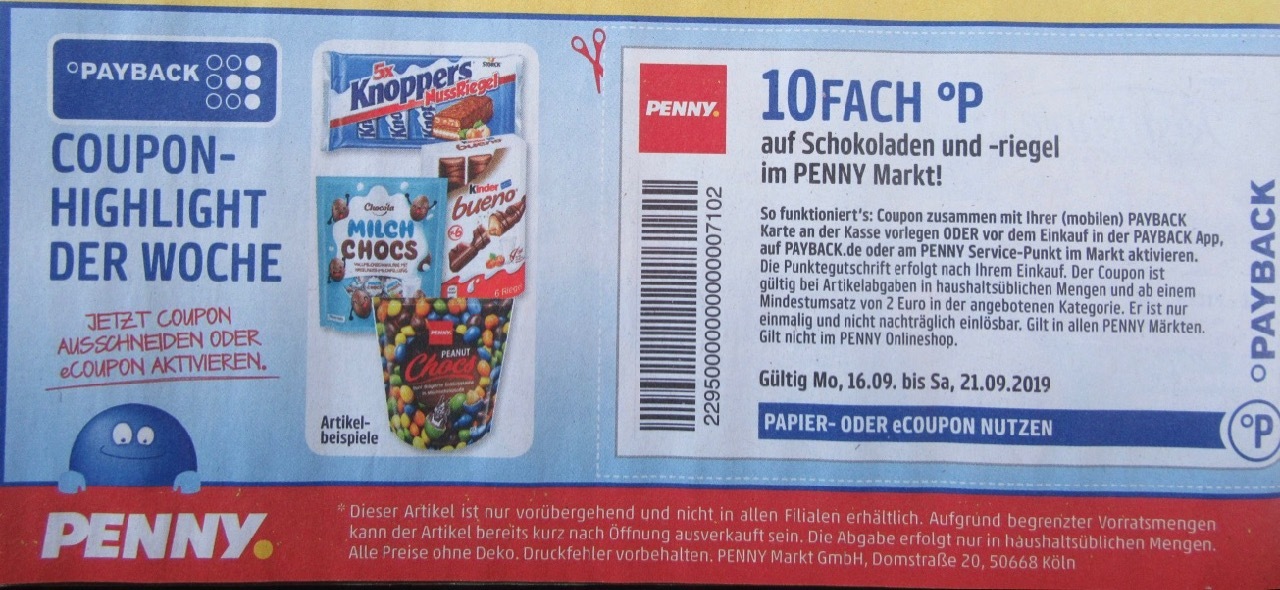 °PAYBACK
COUPON-
HIGHLIGHT
DER WOCHE
JETZT COUPON
AUSSCHNEIDEN ODER
eCOUPON AKTIVIEREN.
5x
Knoppers
NussRiegel
STORCK
bueno
kinder
bueno
x6
6 Riegel
Chocola
MILCH
CHOCS
PENNY.
PEANUT
Chocs
Artikel-
beispiele
PENNY.
10FACH °P
auf Schokoladen und -riegel
im PENNY Markt!
So funktioniert's: Coupon zusammen mit Ihrer (mobilen) PAYBACK
Karte an der Kasse vorlegen ODER vor dem Einkauf in der PAYBACK App,
auf PAYBACK.de oder am PENNY Service-Punkt im Markt aktivieren.
Die Punktegutschrift erfolgt nach Ihrem Einkauf. Der Coupon ist
gültig bei Artikelabgaben in haushaltsüblichen Mengen und ab einem
Mindestumsatz von 2 Euro in der angebotenen Kategorie. Er ist nur
einmalig und nicht nachträglich einlösbar. Gilt in allen PENNY Märkten.
Gilt nicht im PENNY Onlineshop.
Gültig Mo, 16.09. bis Sa, 21.09.2019
PAPIER- ODER eCOUPON NUTZEN
2295000000000000007102
°PAYBACK
°P
PENNY.
* Dieser Artikel ist nur vorübergehend und nicht in allen Filialen erhältlich. Aufgrund begrenzter Vorratsmengen
kann der Artikel bereits kurz nach Öffnung ausverkauft sein. Die Abgabe erfolgt nur in haushaltsüblichen Mengen.
Alle Preise ohne Deko. Druckfehler vorbehalten. PENNY Markt GmbH, Domstraße 20, 50668 Köln